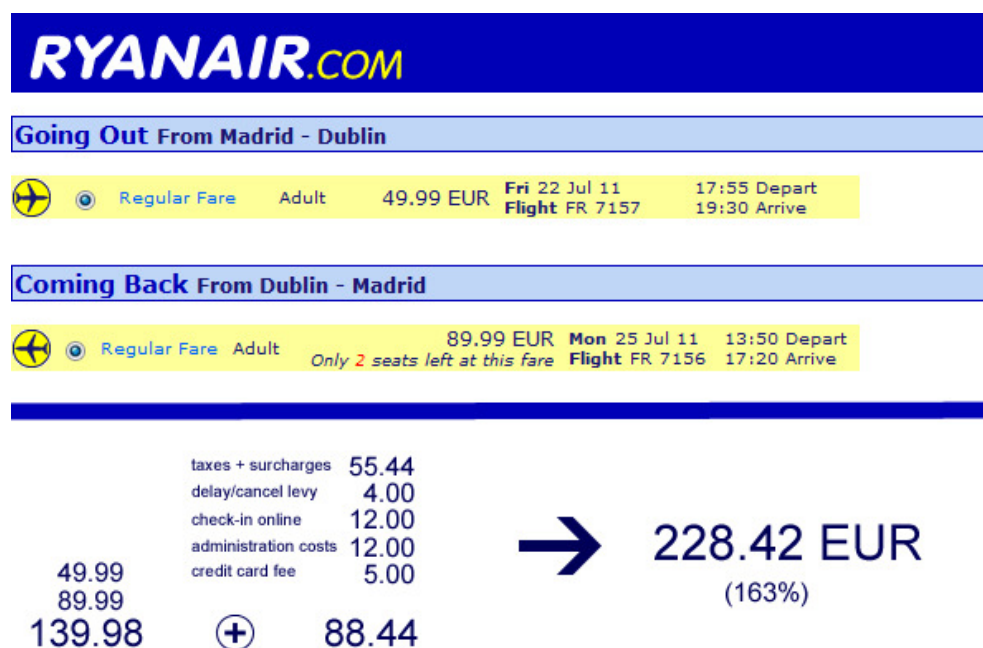 RYANAIR.COM
Going Out From Madrid - Dublin
Regular Fare Adult 49.99 EUR Fri 22 Jul 11 17:55 Depart
Flight FR 7157 19:30 Arrive
Coming Back From Dublin - Madrid
Regular Fare Adult 89.99 EUR Mon 25 Jul 11 13:50 Depart
Only 2 seats left at this fare Flight FR 7156 17:20 Arrive
taxes + surcharges 55.44
delay/cancel levy 4.00
check-in online 12.00
administration costs 12.00
credit card fee 5.00
49.99
89.99
139.98 + 88.44
→ 228.42 EUR
(163%)